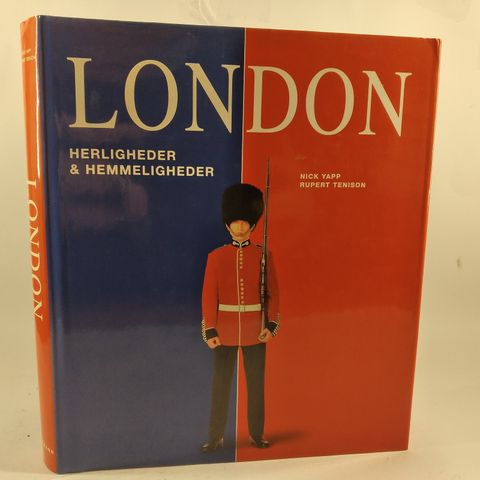 LONDON
HERLIGHEDER
& HEMMELIGHEDER
NICK YAPP
RUPERT TENISON
LONDON